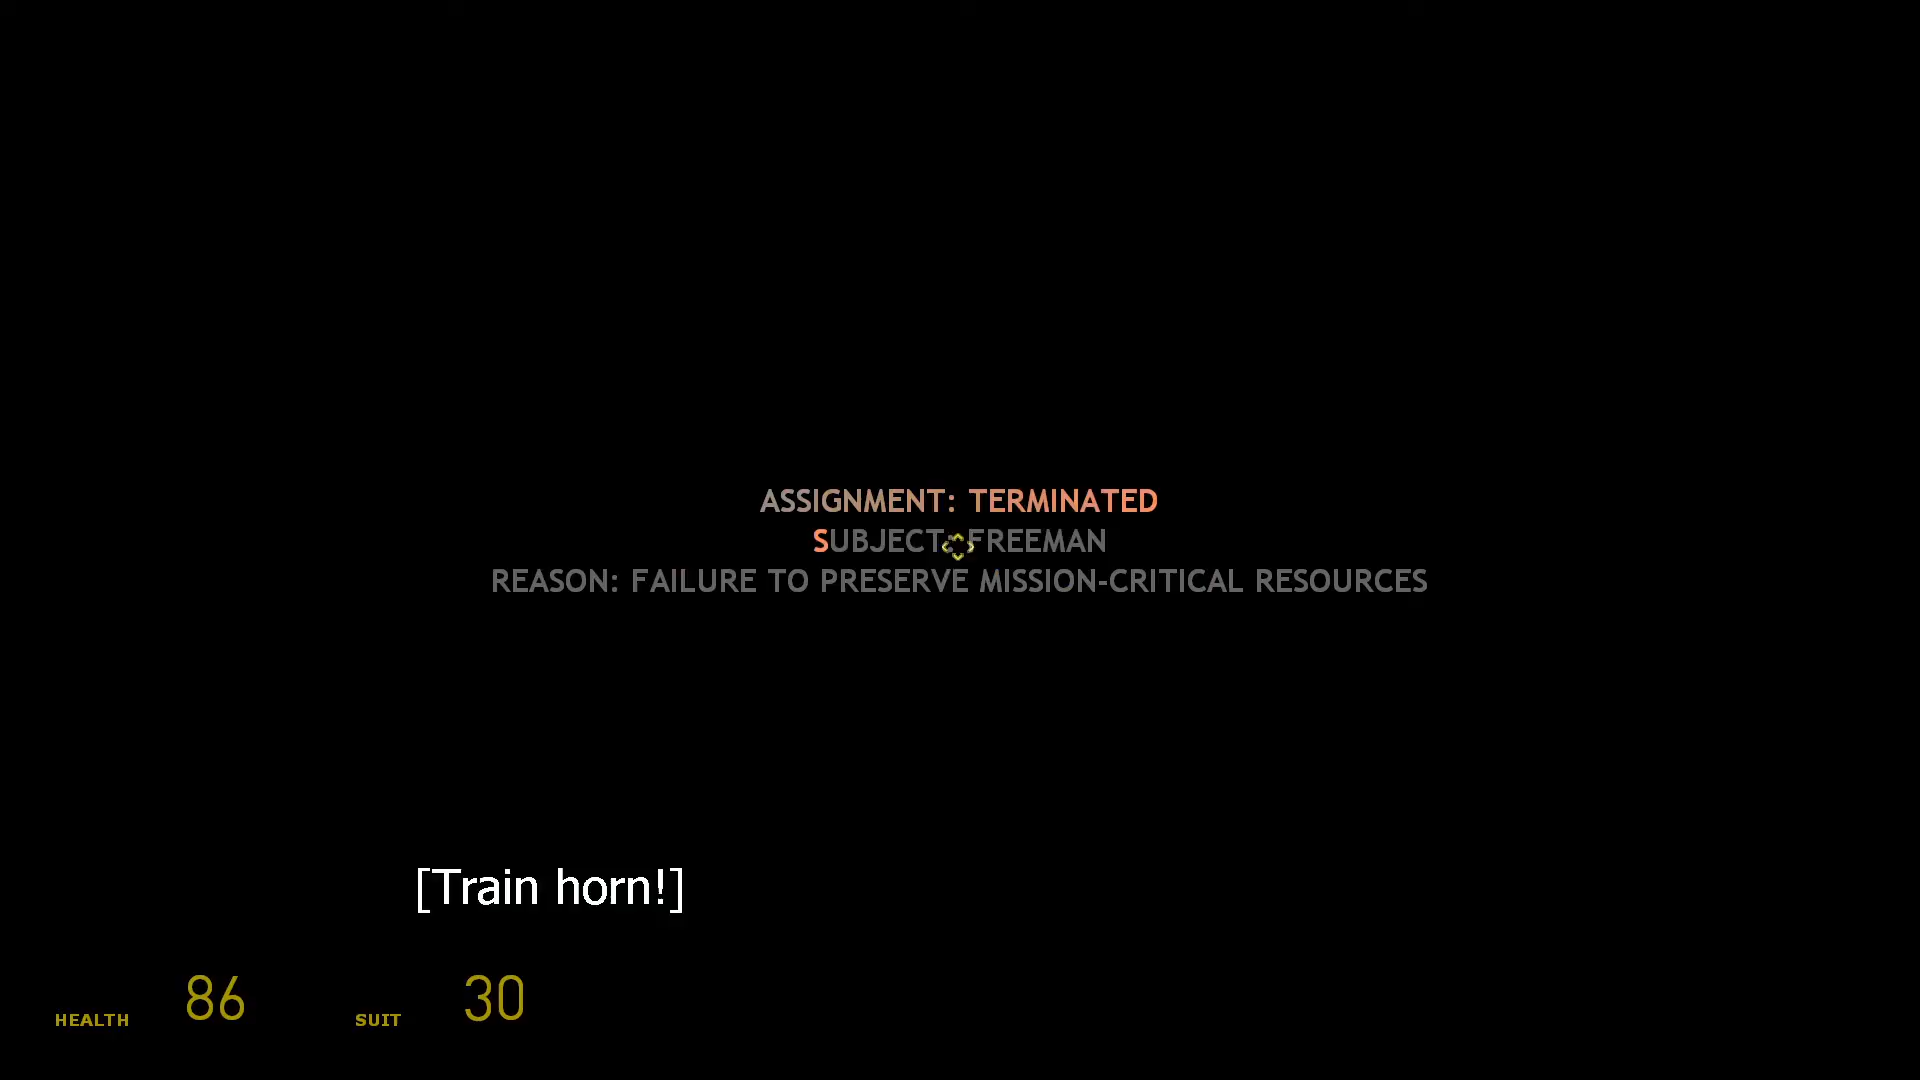 ASSIGNMENT: TERMINATED
SUBJECT: FREEMAN
REASON: FAILURE TO PRESERVE MISSION-CRITICAL RESOURCES
[Train horn!]
HEALTH 86 SUIT 30